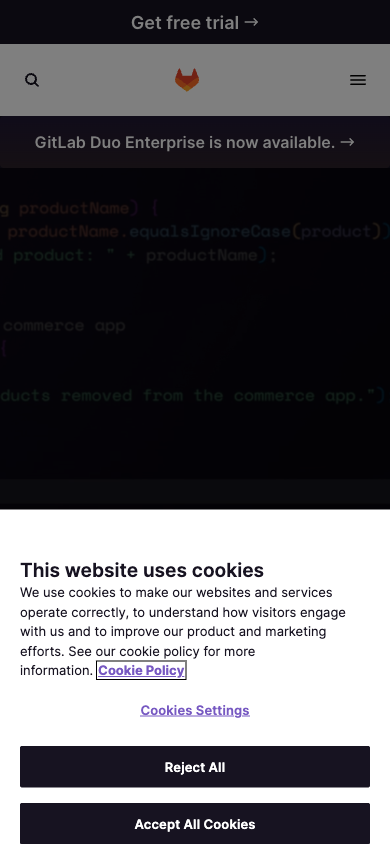 Get free trial →
GitLab Duo Enterprise is now available. →
g productName) {
productName.equalsIgnoreCase(product))
d product: " + productName);
commerce app
{
ducts removed from the commerce app.")
This website uses cookies
We use cookies to make our websites and services
operate correctly, to understand how visitors engage
with us and to improve our product and marketing
efforts. See our cookie policy for more
information. Cookie Policy
Cookies Settings
Reject All
Accept All Cookies